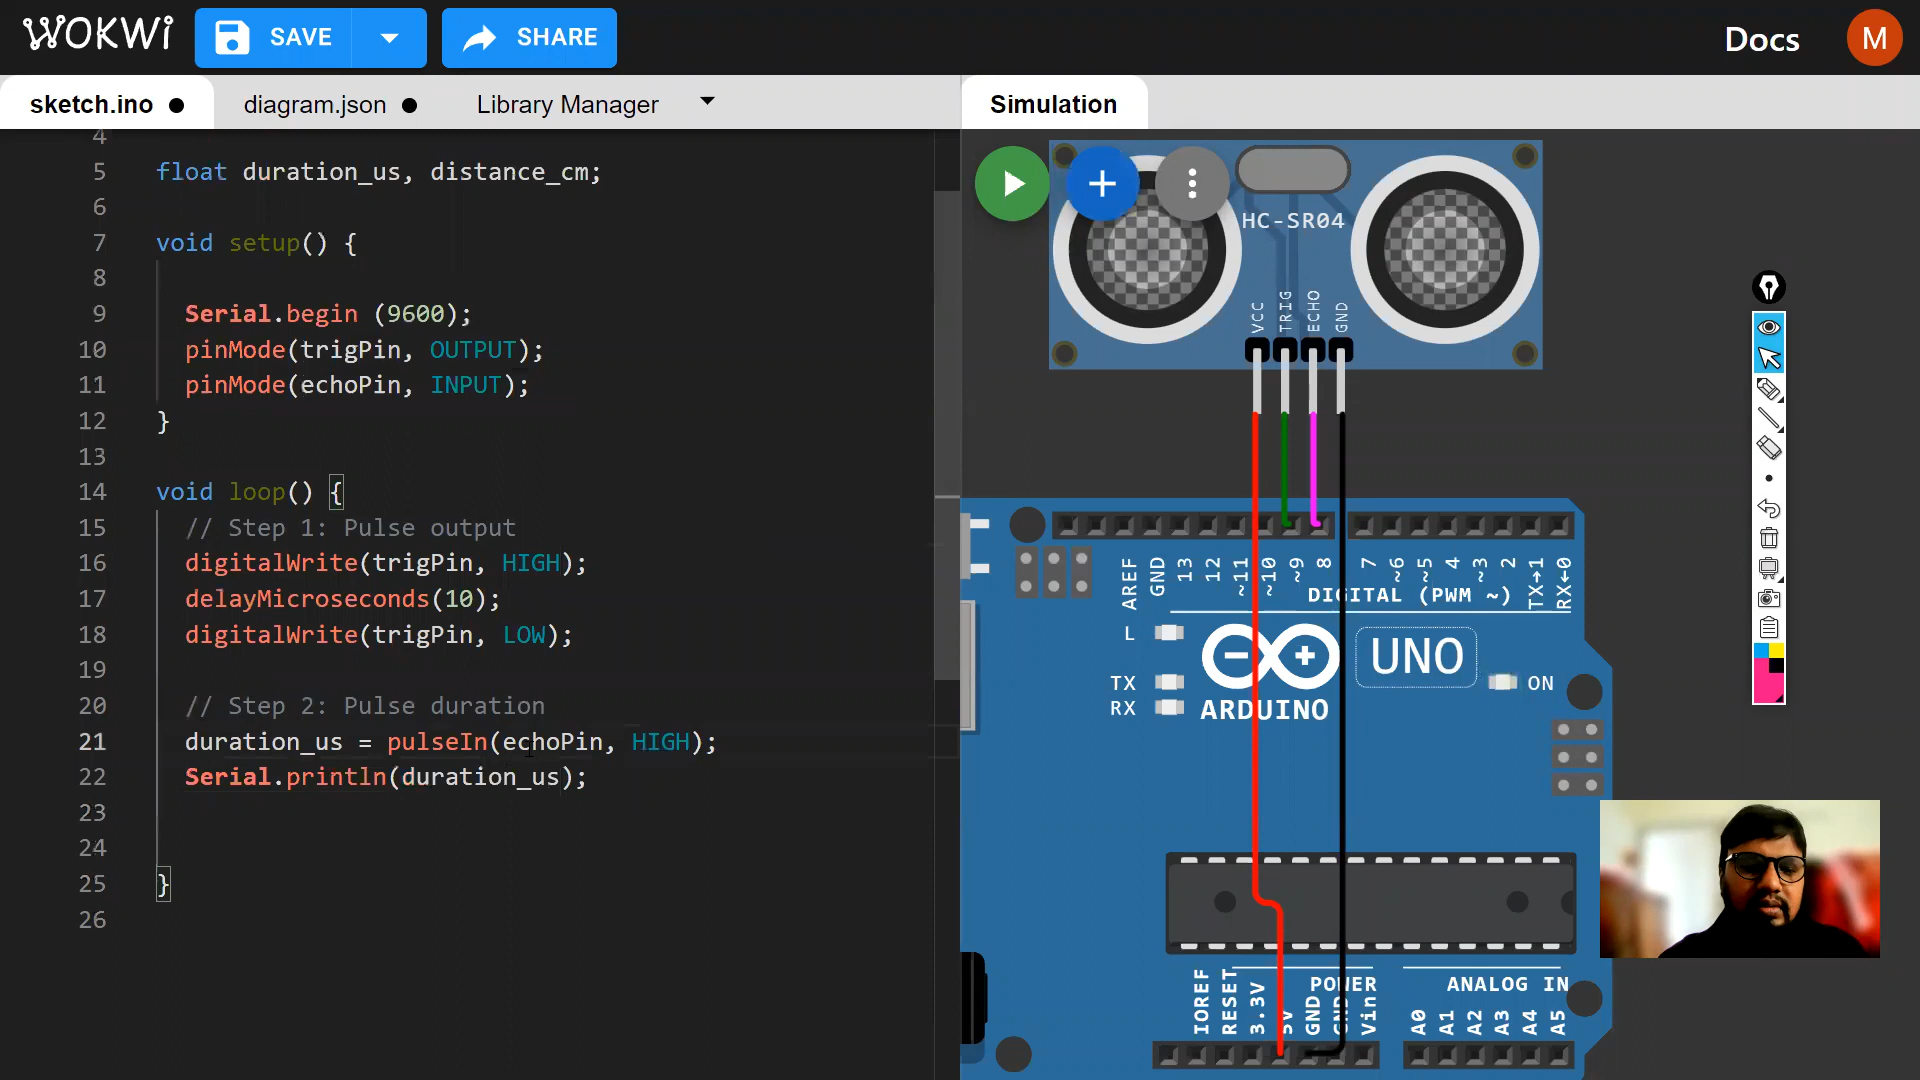 WOKWi
SAVE
SHARE
Docs
M
sketch.ino ●
diagram.json ●
Library Manager
Simulation
4
5 float duration_us, distance_cm;
6
7 void setup() {
8
9 Serial.begin (9600);
10 pinMode(trigPin, OUTPUT);
11 pinMode(echoPin, INPUT);
12 }
13
14 void loop() {
15 // Step 1: Pulse output
16 digitalWrite(trigPin, HIGH);
17 delayMicroseconds(10);
18 digitalWrite(trigPin, LOW);
19
20 // Step 2: Pulse duration
21 duration_us = pulseIn(echoPin, HIGH);
22 Serial.println(duration_us);
23
24
25 }
26
HC-SR04
VCC
TRIG
ECHO
GND
AREF
GND
13
12
~11
~10
~9
8
7
~6
~5
4
~3
2
TX→1
RX←0
DIGITAL (PWM ~)
L
TX
RX
ARDUINO
UNO
ON
IOREF
RESET
3.3V
5V
GND
GND
Vin
POWER
ANALOG IN
A0
A1
A2
A3
A4
A5